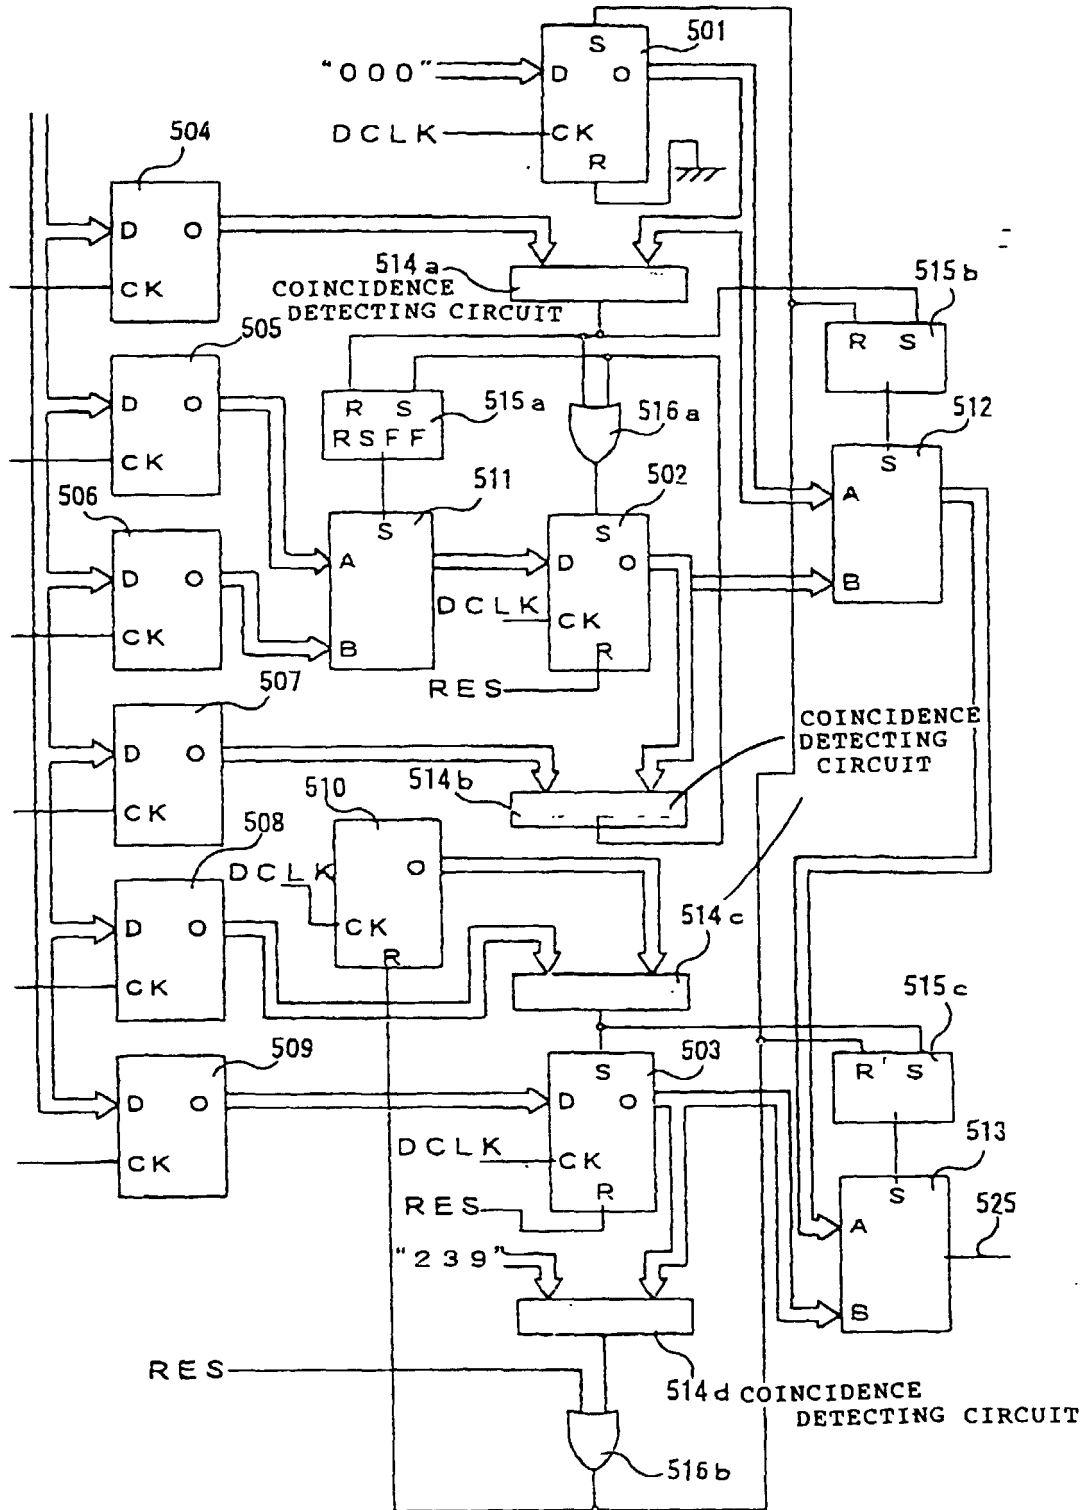 501
S
"000"
D O
DCLK
CK
R
504
D O
CK
514a
COINCIDENCE
DETECTING CIRCUIT
515b
R S
505
D O
CK
R S
RSFF
515a
516a
512
S
A
B
506
D O
CK
511
S
A
B
502
S
D O
DCLK
CK
R
RES
507
D O
CK
COINCIDENCE
DETECTING
CIRCUIT
514b
510
DCLK
O
CK
R
508
D O
CK
514c
515c
R S
509
D O
CK
503
S
D O
DCLK
CK
R
RES
513
S
A
B
525
"239"
RES
514d COINCIDENCE
DETECTING CIRCUIT
516b